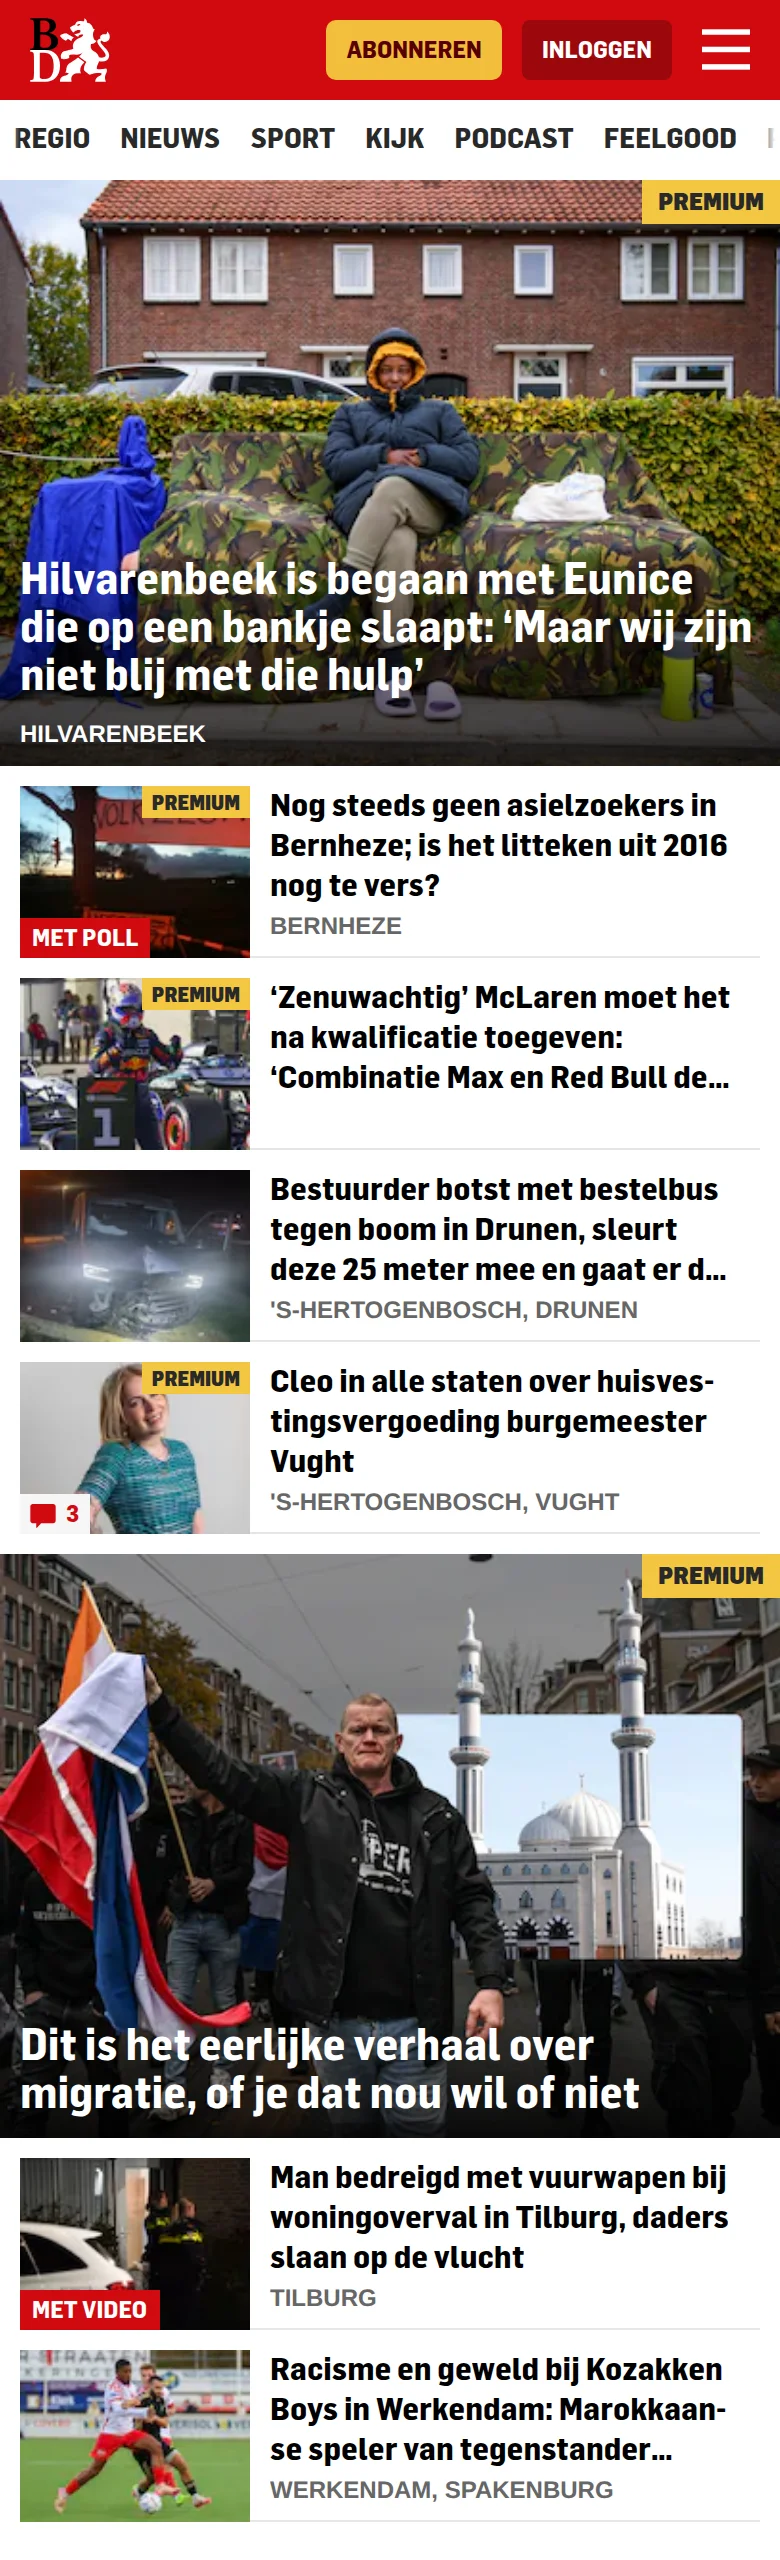 BD
ABONNEREN
INLOGGEN
REGIO
NIEUWS
SPORT
KIJK
PODCAST
FEELGOOD
PREMIUM
Hilvarenbeek is begaan met Eunice
die op een bankje slaapt: ‘Maar wij zijn
niet blij met die hulp’
HILVARENBEEK
PREMIUM
MET POLL
Nog steeds geen asielzoekers in
Bernheze; is het litteken uit 2016
nog te vers?
BERNHEZE
PREMIUM
1
‘Zenuwachtig’ McLaren moet het
na kwalificatie toegeven:
‘Combinatie Max en Red Bull de...
Bestuurder botst met bestelbus
tegen boom in Drunen, sleurt
deze 25 meter mee en gaat er d...
'S-HERTOGENBOSCH, DRUNEN
PREMIUM
3
Cleo in alle staten over huisves-
tingsvergoeding burgemeester
Vught
'S-HERTOGENBOSCH, VUGHT
PREMIUM
Dit is het eerlijke verhaal over
migratie, of je dat nou wil of niet
MET VIDEO
Man bedreigd met vuurwapen bij
woningoverval in Tilburg, daders
slaan op de vlucht
TILBURG
Racisme en geweld bij Kozakken
Boys in Werkendam: Marokkaan-
se speler van tegenstander...
WERKENDAM, SPAKENBURG